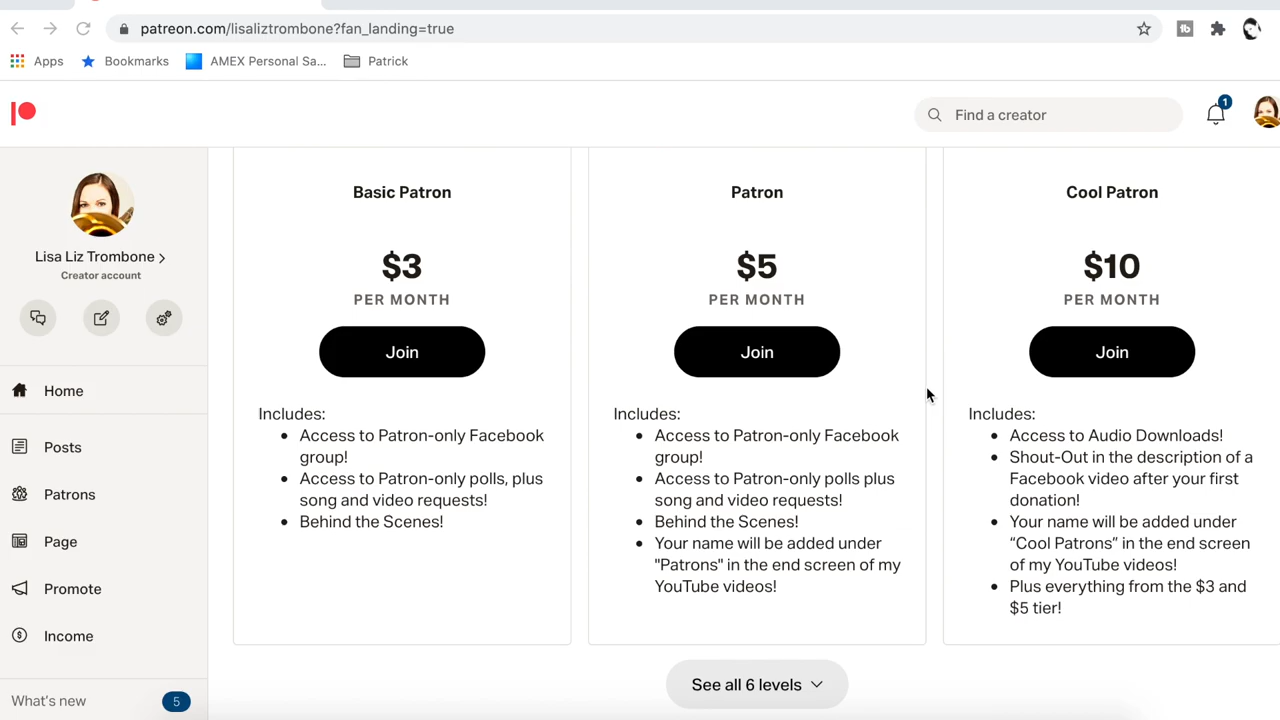 patreon.com/lisaliztrombone?fan_landing=true
Apps
Bookmarks
AMEX Personal Sa...
Patrick
Find a creator
1
Lisa Liz Trombone
Creator account
Home
Posts
Patrons
Page
Promote
Income
What's new
5
Basic Patron
$3
PER MONTH
Join
Includes:
Access to Patron-only Facebook
group!
Access to Patron-only polls, plus
song and video requests!
Behind the Scenes!
Patron
$5
PER MONTH
Join
Includes:
Access to Patron-only Facebook
group!
Access to Patron-only polls plus
song and video requests!
Behind the Scenes!
Your name will be added under
"Patrons" in the end screen of my
YouTube videos!
Cool Patron
$10
PER MONTH
Join
Includes:
Access to Audio Downloads!
Shout-Out in the description of a
Facebook video after your first
donation!
Your name will be added under
“Cool Patrons” in the end screen
of my YouTube videos!
Plus everything from the $3 and
$5 tier!
See all 6 levels